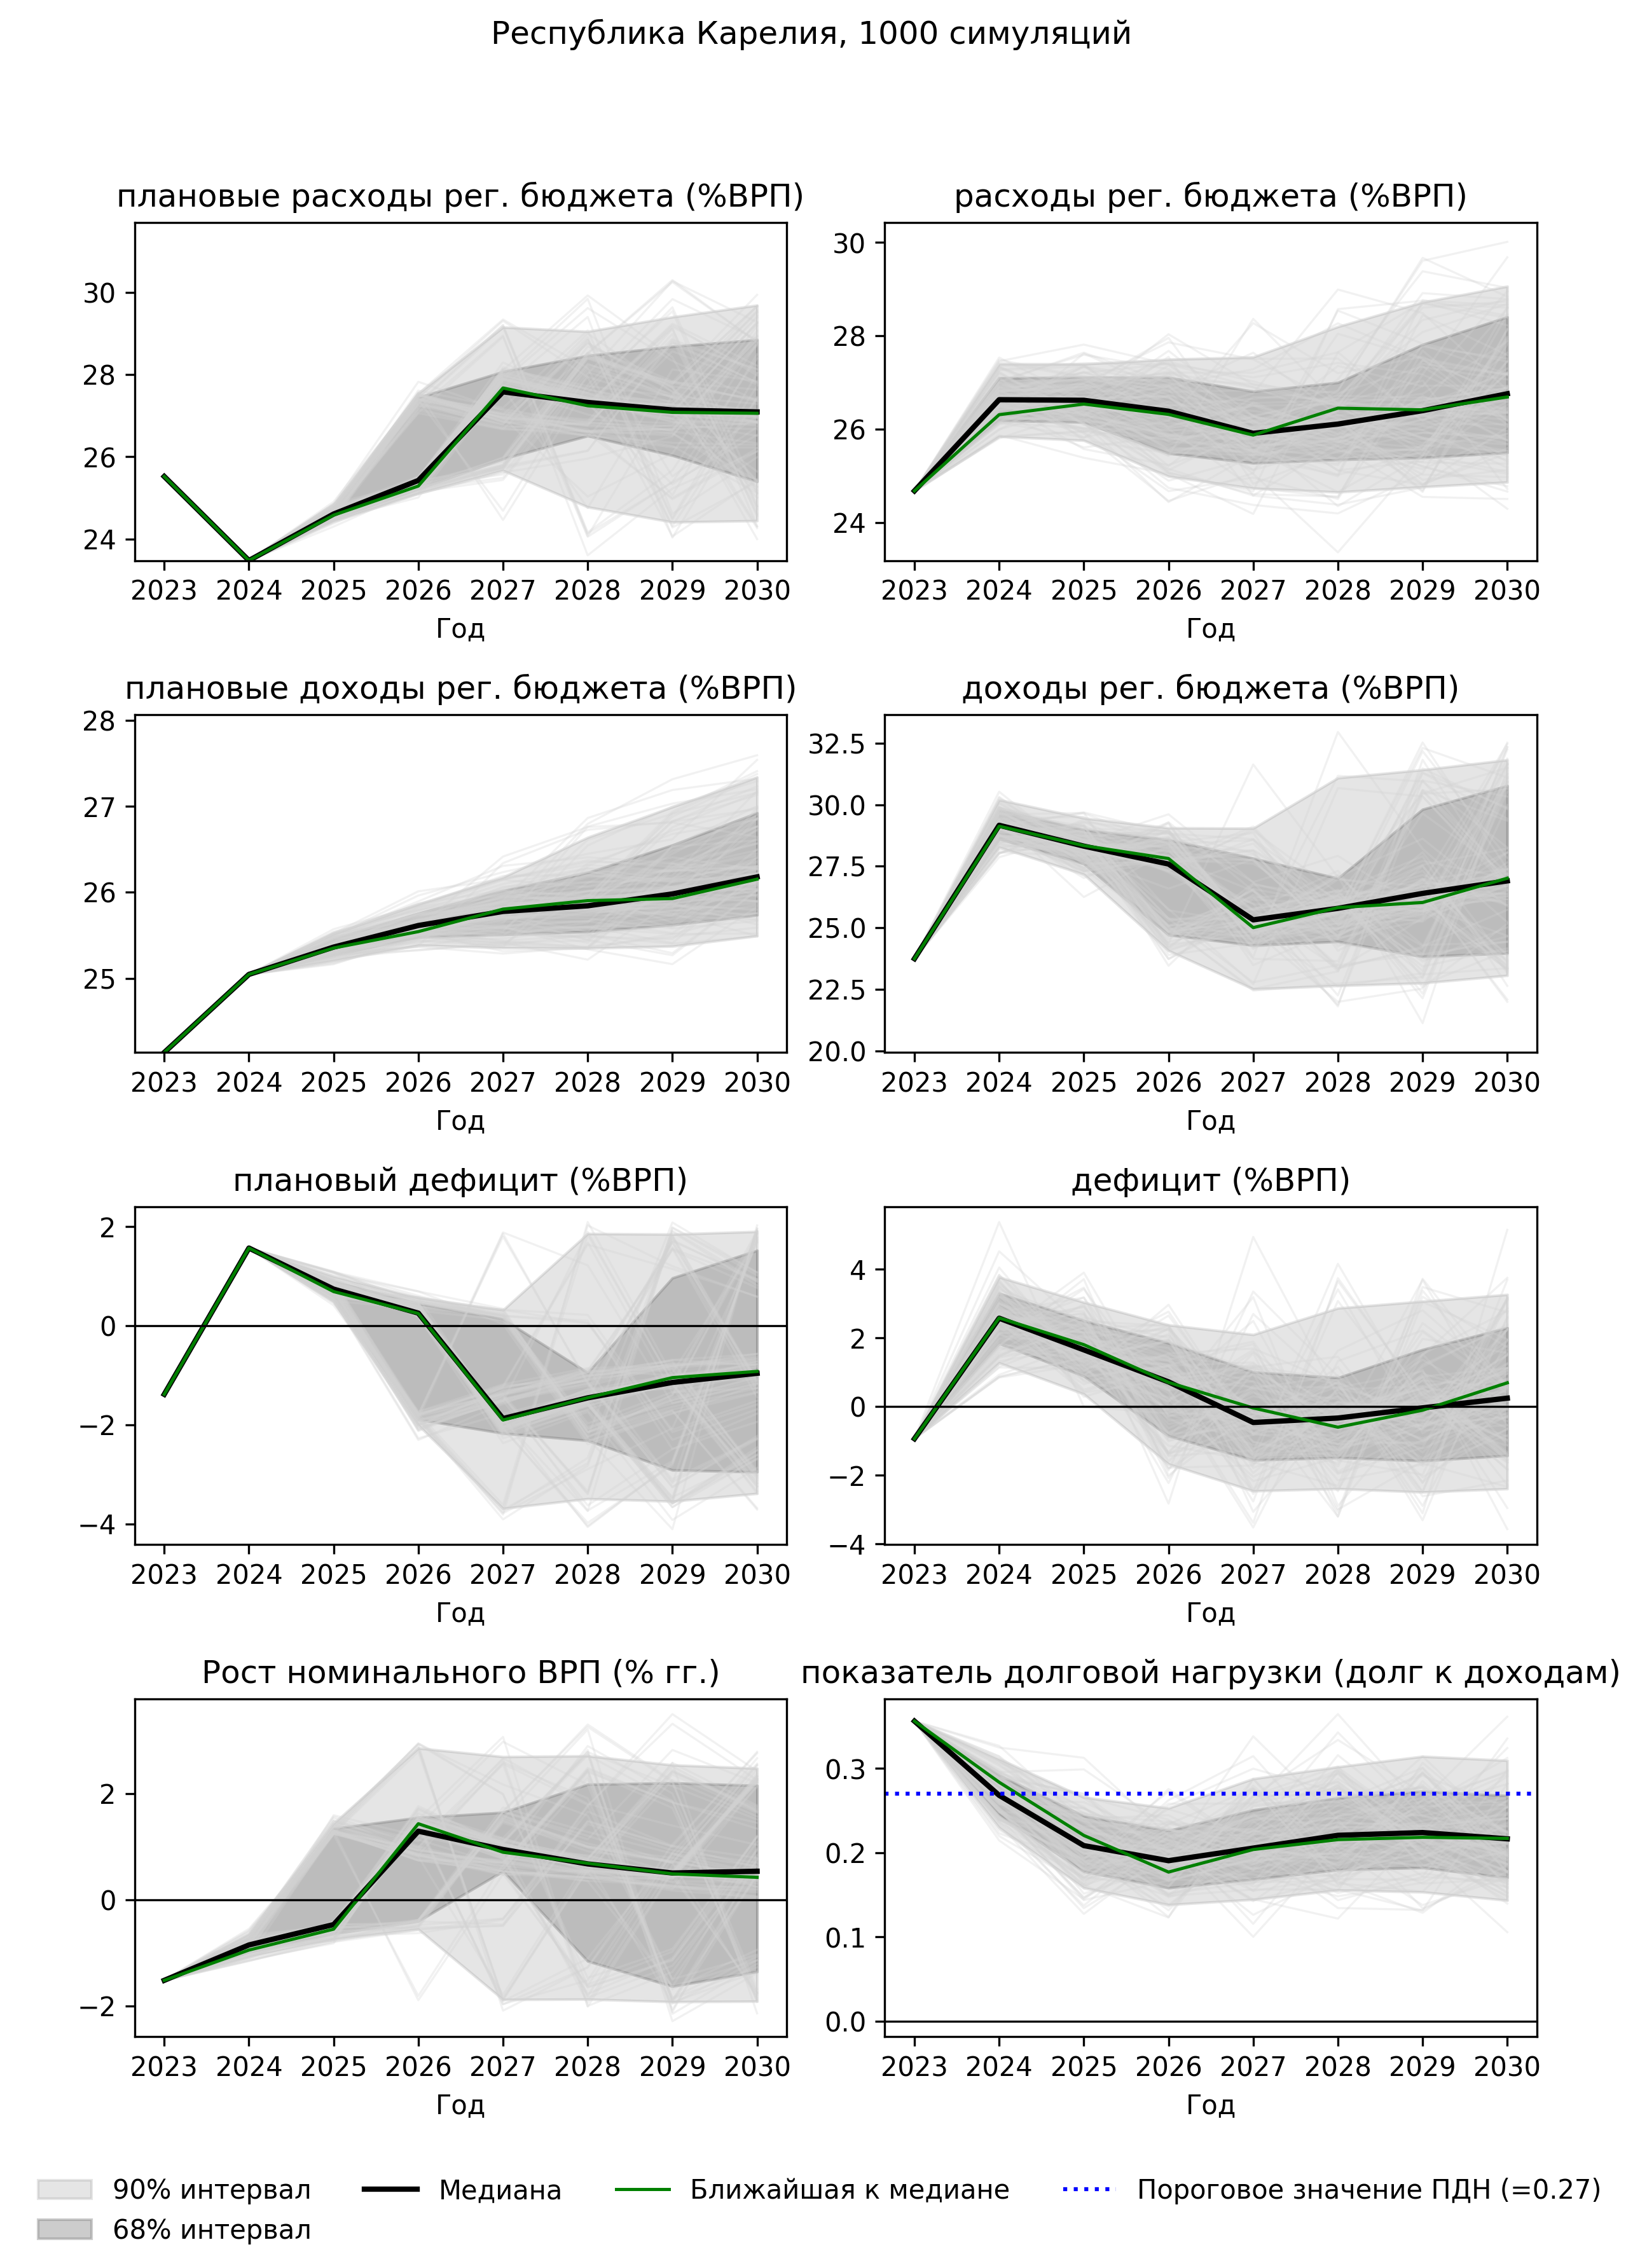 Республика Карелия, 1000 симуляций
плановые расходы рег. бюджета (%ВРП)
30
28
26
24
2023 2024 2025 2026 2027 2028 2029 2030
Год
расходы рег. бюджета (%ВРП)
30
28
26
24
2023 2024 2025 2026 2027 2028 2029 2030
Год
плановые доходы рег. бюджета (%ВРП)
28
27
26
25
2023 2024 2025 2026 2027 2028 2029 2030
Год
доходы рег. бюджета (%ВРП)
32.5
30.0
27.5
25.0
22.5
20.0
2023 2024 2025 2026 2027 2028 2029 2030
Год
плановый дефицит (%ВРП)
2
0
−2
−4
2023 2024 2025 2026 2027 2028 2029 2030
Год
дефицит (%ВРП)
4
2
0
−2
−4
2023 2024 2025 2026 2027 2028 2029 2030
Год
Рост номинального ВРП (% гг.)
2
0
−2
2023 2024 2025 2026 2027 2028 2029 2030
Год
показатель долговой нагрузки (долг к доходам)
0.3
0.2
0.1
0.0
2023 2024 2025 2026 2027 2028 2029 2030
Год
90% интервал
68% интервал
Медиана
Ближайшая к медиане
Пороговое значение ПДН (=0.27)